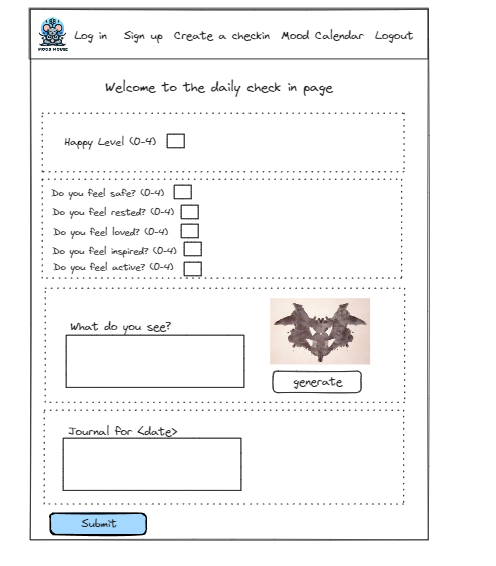 Log in Sign up Create a checkin Mood Calendar Logout
MOOD MOUSE
Welcome to the daily check in page
Happy Level (0-4)
Do you feel safe? (0-4)
Do you feel rested? (0-4)
Do you feel loved? (0-4)
Do you feel inspired? (0-4)
Do you feel active? (0-4)
What do you see?
generate
Journal for <date>
Submit